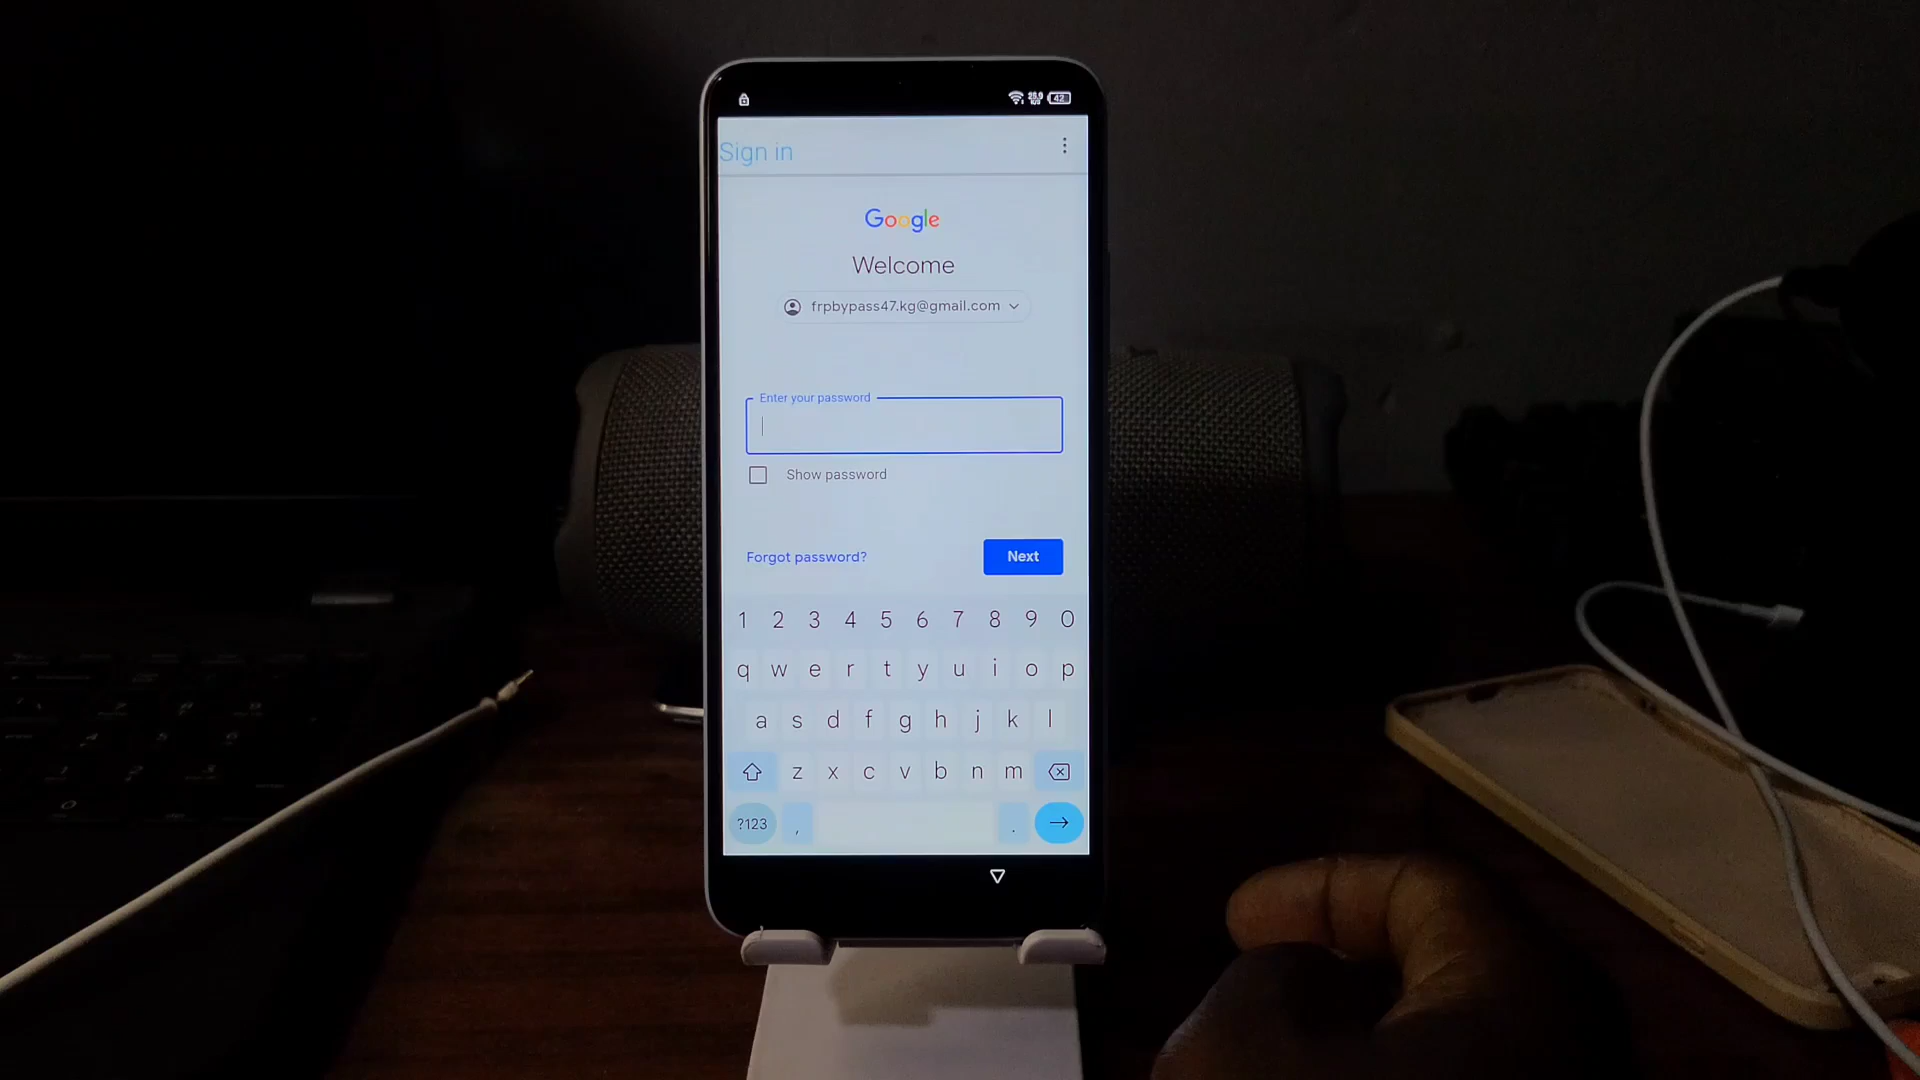 42
Sign in
Google
Welcome
frpbypass47.kg@gmail.com
Enter your password
Show password
Forgot password?
Next
1 2 3 4 5 6 7 8 9 0
q w e r t y u i o p
a s d f g h j k l
z x c v b n m
?123 , .